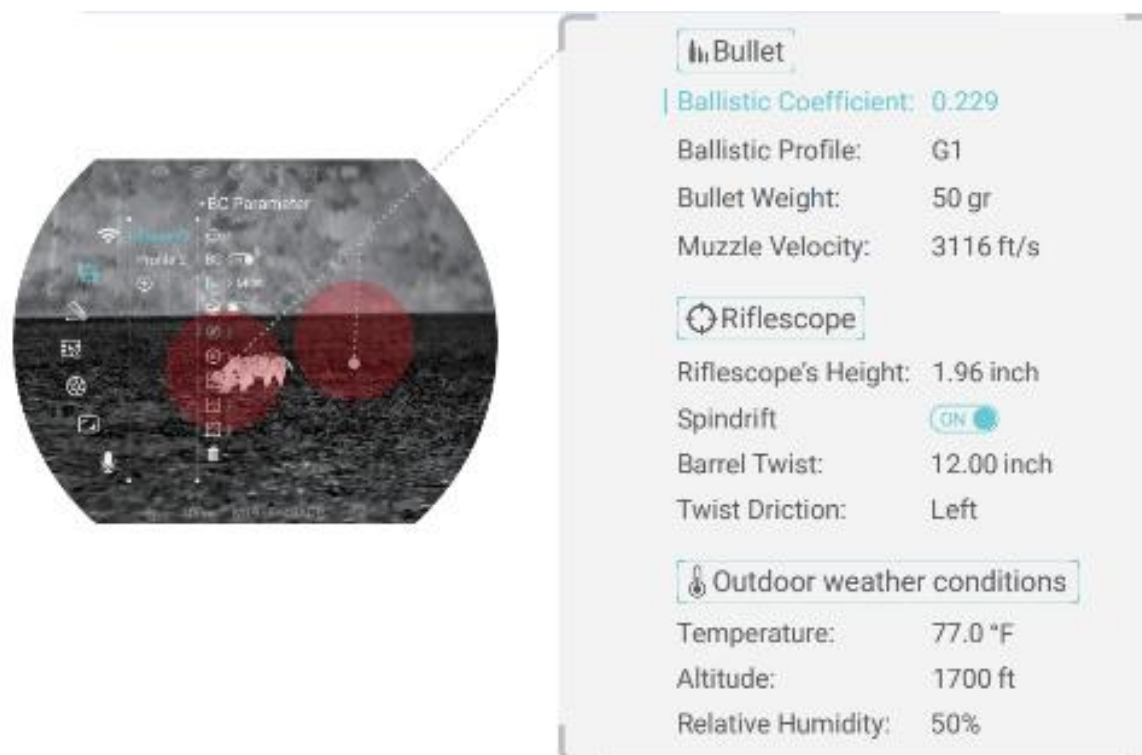 BC Parameter
Profile 2
BC
Bullet
Ballistic Coefficient: 0.229
Ballistic Profile: G1
Bullet Weight: 50 gr
Muzzle Velocity: 3116 ft/s
Riflescope
Riflescope's Height: 1.96 inch
Spindrift ON
Barrel Twist: 12.00 inch
Twist Driction: Left
Outdoor weather conditions
Temperature: 77.0 °F
Altitude: 1700 ft
Relative Humidity: 50%